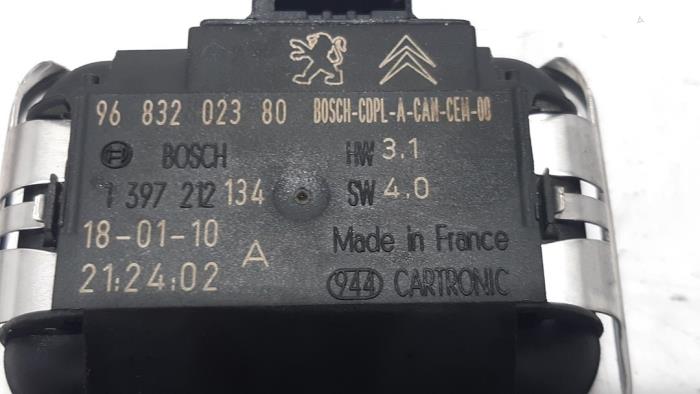 96 832 023 80 BOSCH-CDPL-A-CAN-CEM-00
BOSCH HW 3.1
1 397 212 134 SW 4.0
18-01-10 A Made in France
21:24:02 944 CARTRONIC